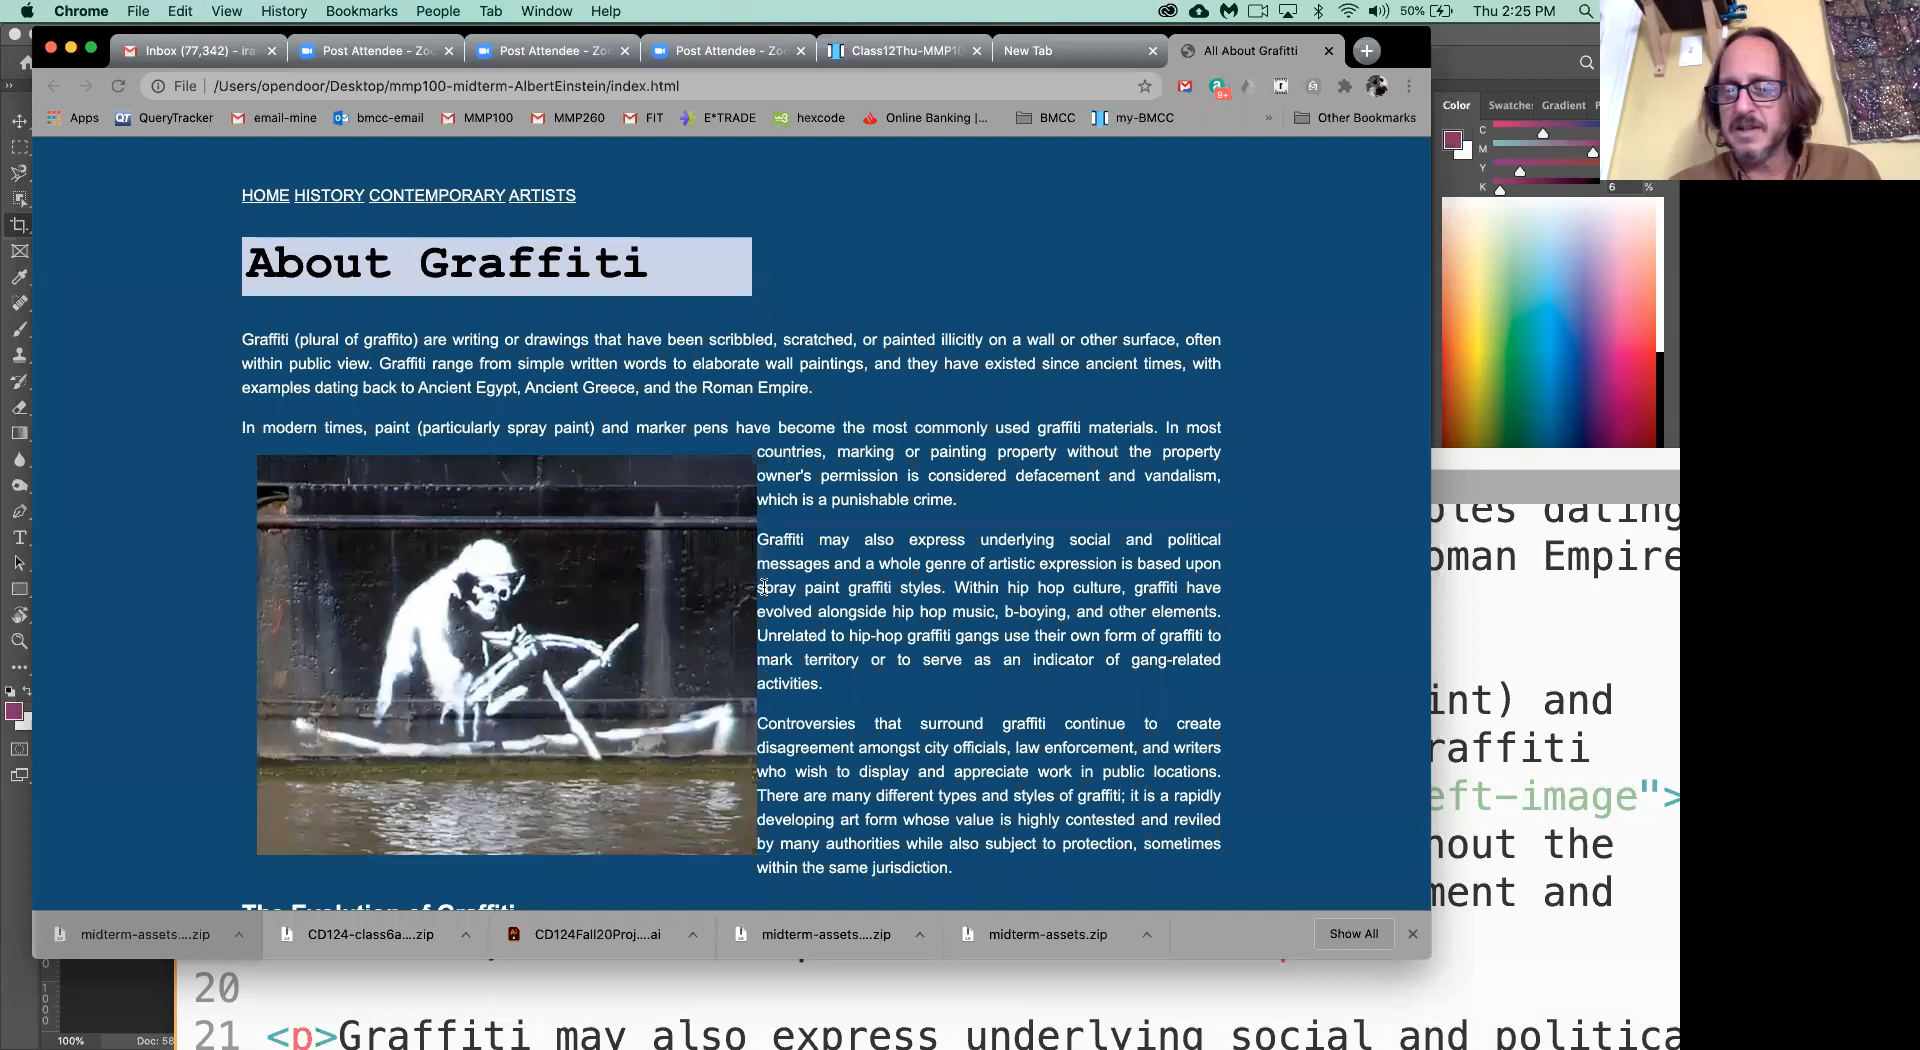 Chrome File Edit View History Bookmarks People Tab Window Help 50% Thu 2:25 PM
Inbox (77,342) - ira Post Attendee - Zoo Post Attendee - Zoo Post Attendee - Zoo Class12Thu-MMP10 New Tab All About Grafitti
File /Users/opendoor/Desktop/mmp100-midterm-AlbertEinstein/index.html 9+
Apps QueryTracker email-mine bmcc-email MMP100 MMP260 FIT E*TRADE hexcode Online Banking |... BMCC my-BMCC » Other Bookmarks
Color Swatches Gradient
C
M
Y
K 6 %
HOME HISTORY CONTEMPORARY ARTISTS
About Graffiti
Graffiti (plural of graffito) are writing or drawings that have been scribbled, scratched, or painted illicitly on a wall or other surface, often
within public view. Graffiti range from simple written words to elaborate wall paintings, and they have existed since ancient times, with
examples dating back to Ancient Egypt, Ancient Greece, and the Roman Empire.
In modern times, paint (particularly spray paint) and marker pens have become the most commonly used graffiti materials. In most
countries, marking or painting property without the property
owner's permission is considered defacement and vandalism,
which is a punishable crime.
Graffiti may also express underlying social and political
messages and a whole genre of artistic expression is based upon
spray paint graffiti styles. Within hip hop culture, graffiti have
evolved alongside hip hop music, b-boying, and other elements.
Unrelated to hip-hop graffiti gangs use their own form of graffiti to
mark territory or to serve as an indicator of gang-related
activities.
Controversies that surround graffiti continue to create
disagreement amongst city officials, law enforcement, and writers
who wish to display and appreciate work in public locations.
There are many different types and styles of graffiti; it is a rapidly
developing art form whose value is highly contested and reviled
by many authorities while also subject to protection, sometimes
within the same jurisdiction.
The Evolution of Graffiti
oles dating
oman Empire
int) and
raffiti
eft-image">
hout the
ment and
midterm-assets....zip CD124-class6a....zip CD124Fall20Proj....ai midterm-assets....zip midterm-assets.zip Show All
20
21 <p>Graffiti may also express underlying social and politica
100% Doc: 58